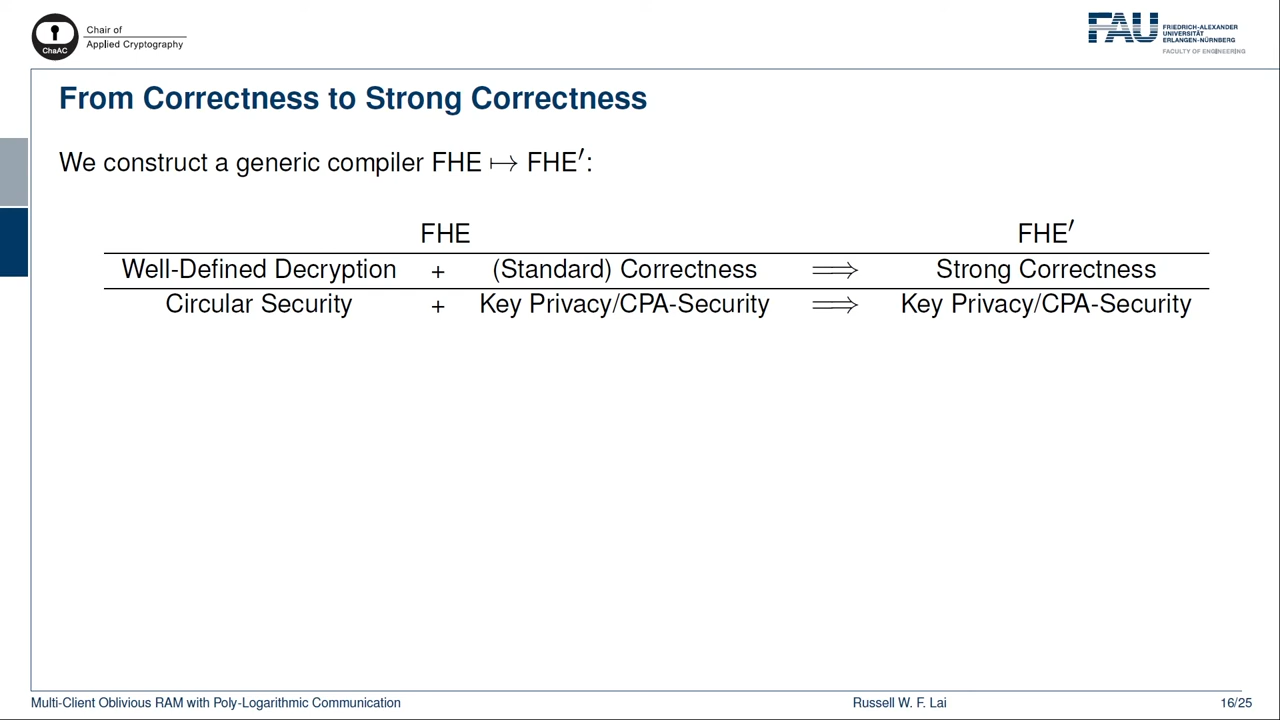 Chair of
Applied Cryptography
ChaAC
FAU
FRIEDRICH-ALEXANDER
UNIVERSITÄT
ERLANGEN-NÜRNBERG
FACULTY OF ENGINEERING
From Correctness to Strong Correctness
We construct a generic compiler FHE ↦ FHE′:
FHE FHE′
Well-Defined Decryption + (Standard) Correctness ⟹ Strong Correctness
Circular Security + Key Privacy/CPA-Security ⟹ Key Privacy/CPA-Security
Multi-Client Oblivious RAM with Poly-Logarithmic Communication Russell W. F. Lai 16/25